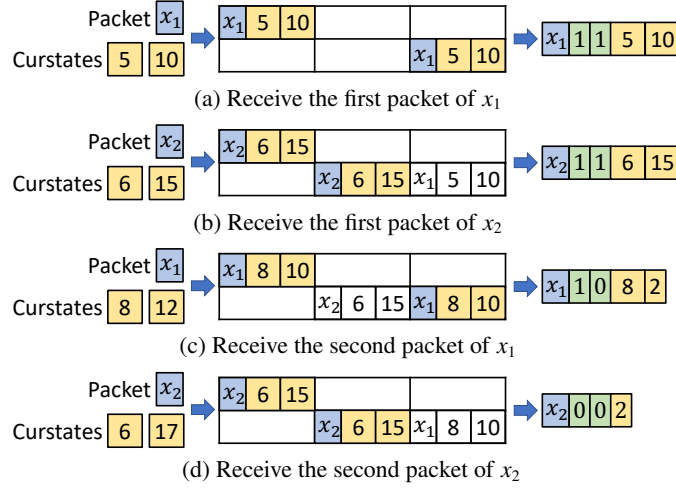 Packet x₁ x₁ 5 10
Curstates 5 10 x₁ 5 10 x₁ 1 1 5 10
(a) Receive the first packet of x₁
Packet x₂ x₂ 6 15
Curstates 6 15 x₂ 6 15 x₁ 5 10 x₂ 1 1 6 15
(b) Receive the first packet of x₂
Packet x₁ x₁ 8 10
Curstates 8 12 x₂ 6 15 x₁ 8 10 x₁ 1 0 8 2
(c) Receive the second packet of x₁
Packet x₂ x₂ 6 15
Curstates 6 17 x₂ 6 15 x₁ 8 10 x₂ 0 0 2
(d) Receive the second packet of x₂